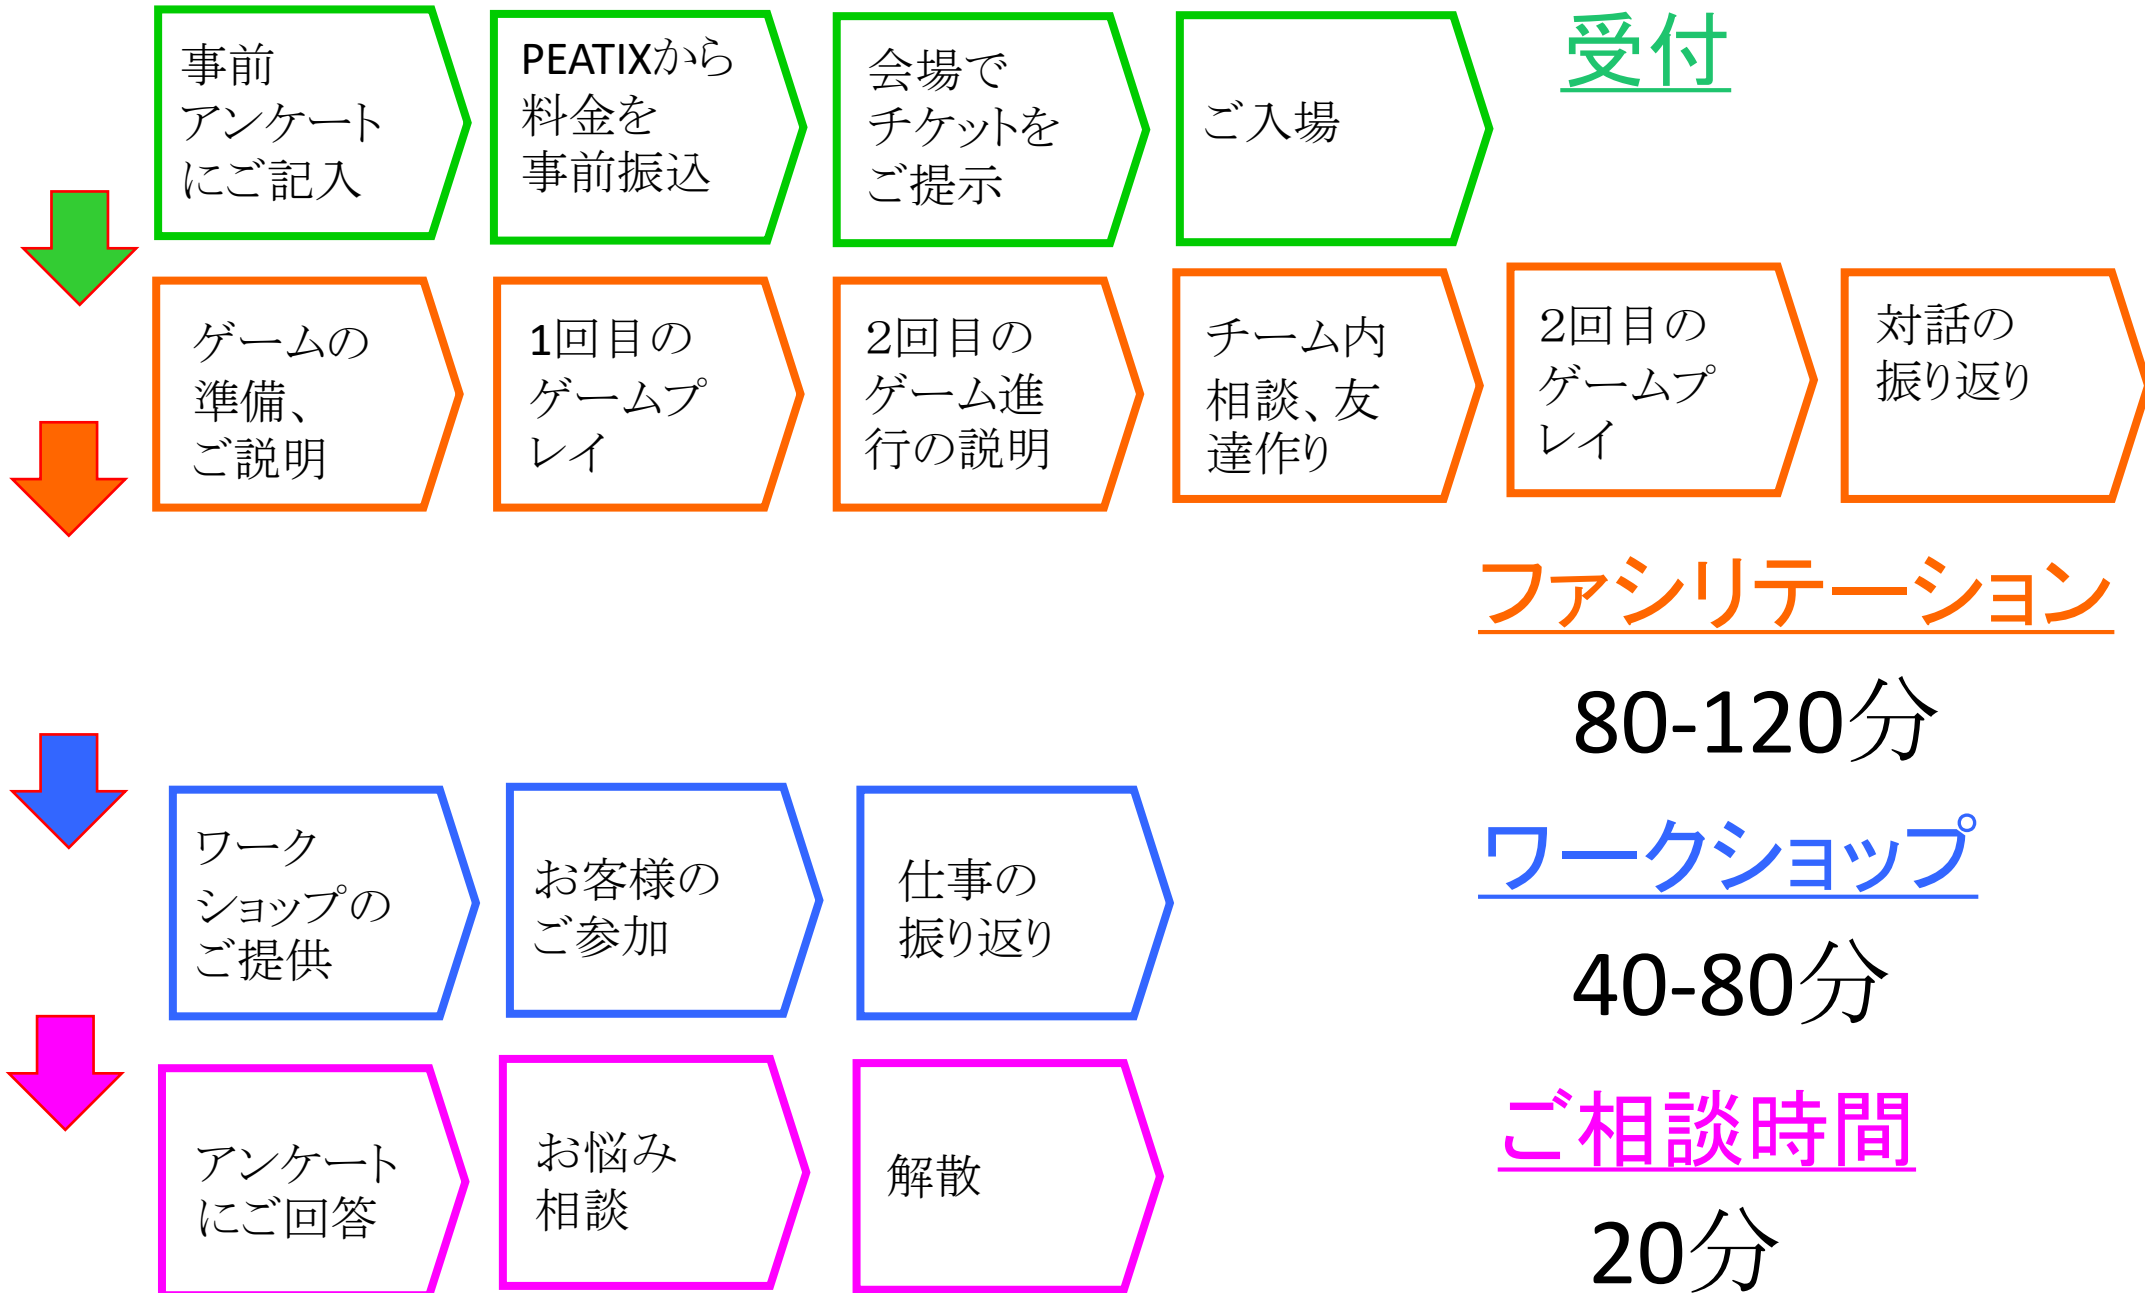 事前
アンケート
にご記入
PEATIXから
料金を
事前振込
会場で
チケットを
ご提示
ご入場
受付
ゲームの
準備、
ご説明
1回目の
ゲームプ
レイ
2回目の
ゲーム進
行の説明
チーム内
相談、友
達作り
2回目の
ゲームプ
レイ
対話の
振り返り
ファシリテーション
80-120分
ワーク
ショップの
ご提供
お客様の
ご参加
仕事の
振り返り
ワークショップ
40-80分
アンケート
にご回答
お悩み
相談
解散
ご相談時間
20分